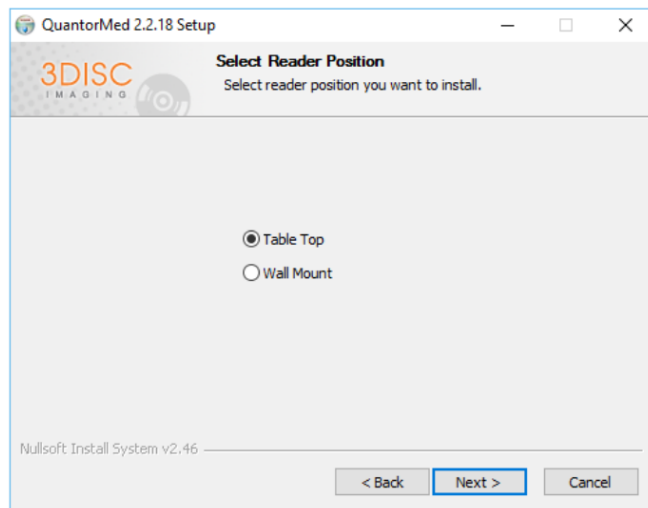 QuantorMed 2.2.18 Setup
3DISC
IMAGING
Select Reader Position
Select reader position you want to install.
Table Top
Wall Mount
Nullsoft Install System v2.46
< Back
Next >
Cancel